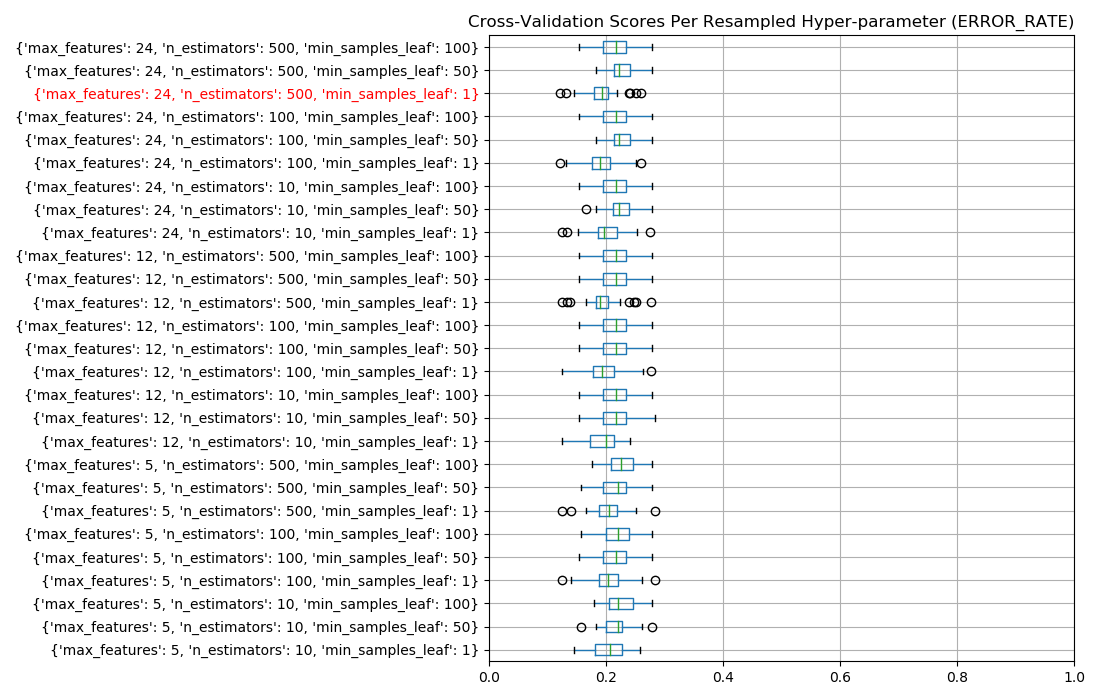 Cross-Validation Scores Per Resampled Hyper-parameter (ERROR_RATE)
{'max_features': 24, 'n_estimators': 500, 'min_samples_leaf': 100}
{'max_features': 24, 'n_estimators': 500, 'min_samples_leaf': 50}
{'max_features': 24, 'n_estimators': 500, 'min_samples_leaf': 1}
{'max_features': 24, 'n_estimators': 100, 'min_samples_leaf': 100}
{'max_features': 24, 'n_estimators': 100, 'min_samples_leaf': 50}
{'max_features': 24, 'n_estimators': 100, 'min_samples_leaf': 1}
{'max_features': 24, 'n_estimators': 10, 'min_samples_leaf': 100}
{'max_features': 24, 'n_estimators': 10, 'min_samples_leaf': 50}
{'max_features': 24, 'n_estimators': 10, 'min_samples_leaf': 1}
{'max_features': 12, 'n_estimators': 500, 'min_samples_leaf': 100}
{'max_features': 12, 'n_estimators': 500, 'min_samples_leaf': 50}
{'max_features': 12, 'n_estimators': 500, 'min_samples_leaf': 1}
{'max_features': 12, 'n_estimators': 100, 'min_samples_leaf': 100}
{'max_features': 12, 'n_estimators': 100, 'min_samples_leaf': 50}
{'max_features': 12, 'n_estimators': 100, 'min_samples_leaf': 1}
{'max_features': 12, 'n_estimators': 10, 'min_samples_leaf': 100}
{'max_features': 12, 'n_estimators': 10, 'min_samples_leaf': 50}
{'max_features': 12, 'n_estimators': 10, 'min_samples_leaf': 1}
{'max_features': 5, 'n_estimators': 500, 'min_samples_leaf': 100}
{'max_features': 5, 'n_estimators': 500, 'min_samples_leaf': 50}
{'max_features': 5, 'n_estimators': 500, 'min_samples_leaf': 1}
{'max_features': 5, 'n_estimators': 100, 'min_samples_leaf': 100}
{'max_features': 5, 'n_estimators': 100, 'min_samples_leaf': 50}
{'max_features': 5, 'n_estimators': 100, 'min_samples_leaf': 1}
{'max_features': 5, 'n_estimators': 10, 'min_samples_leaf': 100}
{'max_features': 5, 'n_estimators': 10, 'min_samples_leaf': 50}
{'max_features': 5, 'n_estimators': 10, 'min_samples_leaf': 1}
0.0 0.2 0.4 0.6 0.8 1.0